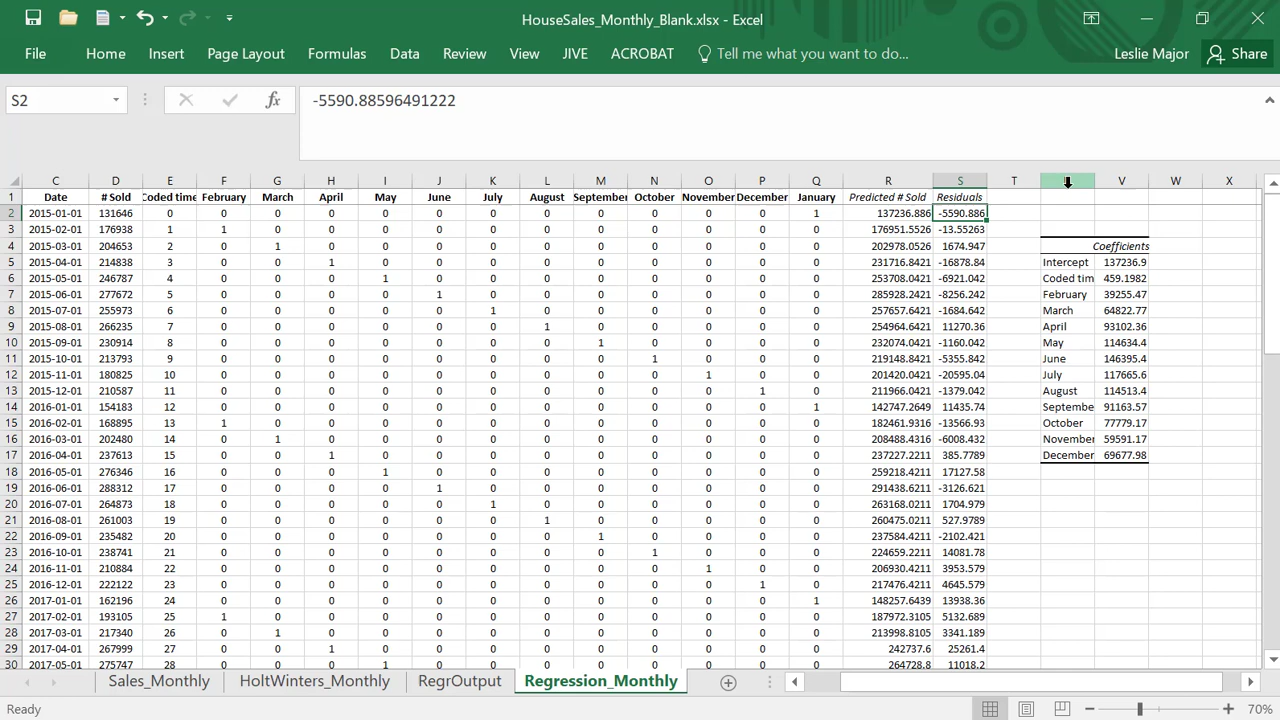 HouseSales_Monthly_Blank.xlsx - Excel
File Home Insert Page Layout Formulas Data Review View JIVE ACROBAT Tell me what you want to do... Leslie Major Share
S2 fx -5590.88596491222
C D E F G H I J K L M N O P Q R S T V W X
1 Date # Sold Coded time February March April May June July August September October November December January Predicted # Sold Residuals
2 2015-01-01 131646 0 0 0 0 0 0 0 0 0 0 0 0 1 137236.886 -5590.886
3 2015-02-01 176938 1 1 0 0 0 0 0 0 0 0 0 0 0 176951.5526 -13.55263
4 2015-03-01 204653 2 0 1 0 0 0 0 0 0 0 0 0 0 202978.0526 1674.947 Coefficients
5 2015-04-01 214838 3 0 0 1 0 0 0 0 0 0 0 0 0 231716.8421 -16878.84 Intercept 137236.9
6 2015-05-01 246787 4 0 0 0 1 0 0 0 0 0 0 0 0 253708.0421 -6921.042 Coded tim 459.1982
7 2015-06-01 277672 5 0 0 0 0 1 0 0 0 0 0 0 0 285928.2421 -8256.242 February 39255.47
8 2015-07-01 255973 6 0 0 0 0 0 1 0 0 0 0 0 0 257657.6421 -1684.642 March 64822.77
9 2015-08-01 266235 7 0 0 0 0 0 0 1 0 0 0 0 0 254964.6421 11270.36 April 93102.36
10 2015-09-01 230914 8 0 0 0 0 0 0 0 1 0 0 0 0 232074.0421 -1160.042 May 114634.4
11 2015-10-01 213793 9 0 0 0 0 0 0 0 0 1 0 0 0 219148.8421 -5355.842 June 146395.4
12 2015-11-01 180825 10 0 0 0 0 0 0 0 0 0 1 0 0 201420.0421 -20595.04 July 117665.6
13 2015-12-01 210587 11 0 0 0 0 0 0 0 0 0 0 1 0 211966.0421 -1379.042 August 114513.4
14 2016-01-01 154183 12 0 0 0 0 0 0 0 0 0 0 0 1 142747.2649 11435.74 Septembe 91163.57
15 2016-02-01 168895 13 1 0 0 0 0 0 0 0 0 0 0 0 182461.9316 -13566.93 October 77779.17
16 2016-03-01 202480 14 0 1 0 0 0 0 0 0 0 0 0 0 208488.4316 -6008.432 November 59591.17
17 2016-04-01 237613 15 0 0 1 0 0 0 0 0 0 0 0 0 237227.2211 385.7789 December 69677.98
18 2016-05-01 276346 16 0 0 0 1 0 0 0 0 0 0 0 0 259218.4211 17127.58
19 2016-06-01 288312 17 0 0 0 0 1 0 0 0 0 0 0 0 291438.6211 -3126.621
20 2016-07-01 264873 18 0 0 0 0 0 1 0 0 0 0 0 0 263168.0211 1704.979
21 2016-08-01 261003 19 0 0 0 0 0 0 1 0 0 0 0 0 260475.0211 527.9789
22 2016-09-01 235482 20 0 0 0 0 0 0 0 1 0 0 0 0 237584.4211 -2102.421
23 2016-10-01 238741 21 0 0 0 0 0 0 0 0 1 0 0 0 224659.2211 14081.78
24 2016-11-01 210884 22 0 0 0 0 0 0 0 0 0 1 0 0 206930.4211 3953.579
25 2016-12-01 222122 23 0 0 0 0 0 0 0 0 0 0 1 0 217476.4211 4645.579
26 2017-01-01 162196 24 0 0 0 0 0 0 0 0 0 0 0 1 148257.6439 13938.36
27 2017-02-01 193105 25 1 0 0 0 0 0 0 0 0 0 0 0 187972.3105 5132.689
28 2017-03-01 217340 26 0 1 0 0 0 0 0 0 0 0 0 0 213998.8105 3341.189
29 2017-04-01 267999 27 0 0 1 0 0 0 0 0 0 0 0 0 242737.6 25261.4
30 2017-05-01 275747 28 0 0 0 1 0 0 0 0 0 0 0 0 264728.8 11018.2
Sales_Monthly HoltWinters_Monthly RegrOutput Regression_Monthly
Ready 70%